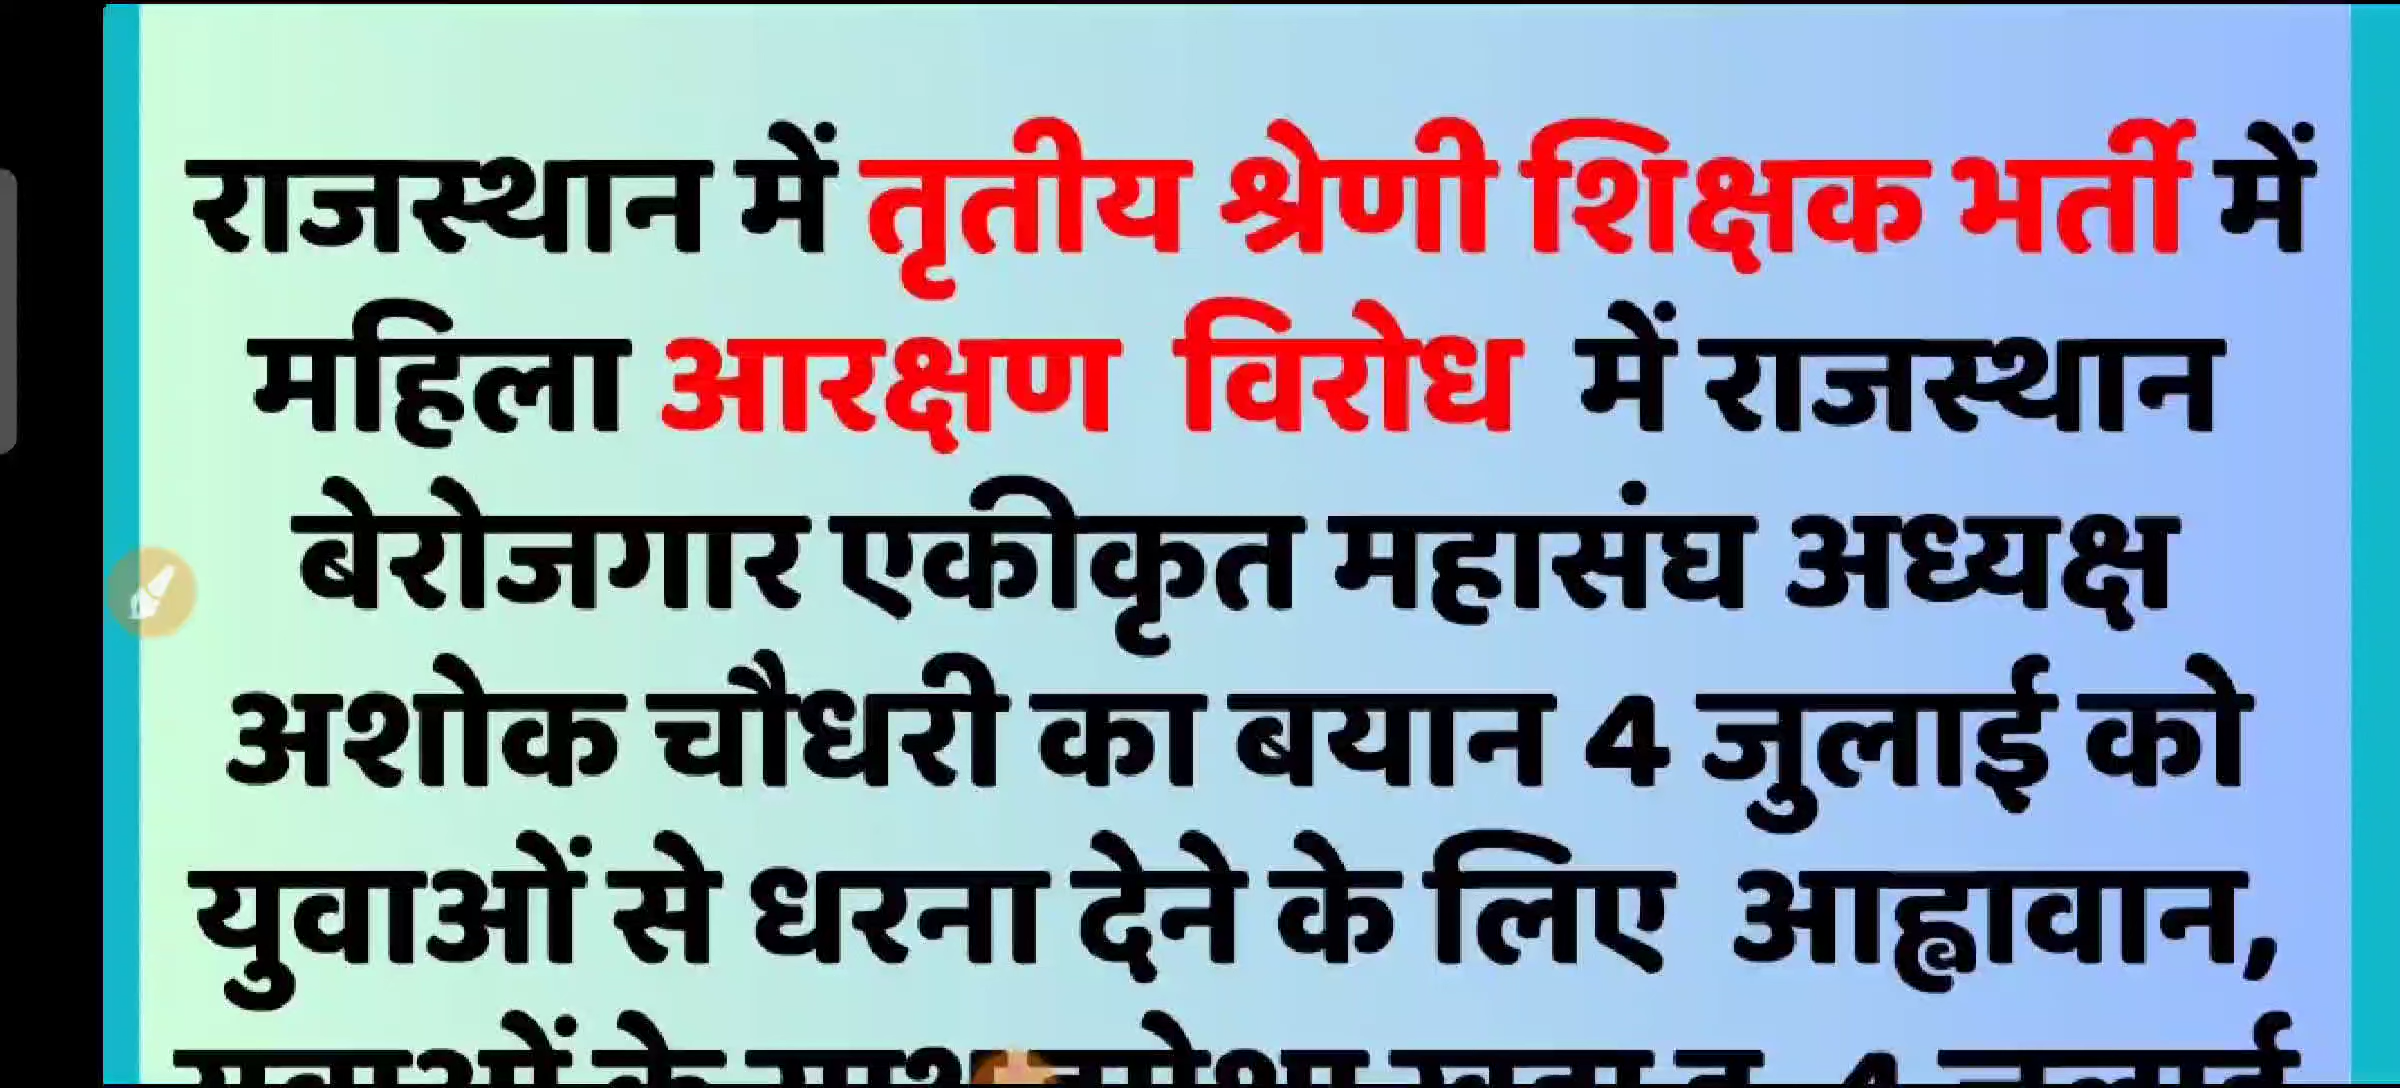 राजस्थान में तृतीय श्रेणी शिक्षक भर्ती में
महिला आरक्षण विरोध में राजस्थान
बेरोजगार एकीकृत महासंघ अध्यक्ष
अशोक चौधरी का बयान 4 जुलाई को
युवाओं से धरना देने के लिए आह्वावान,